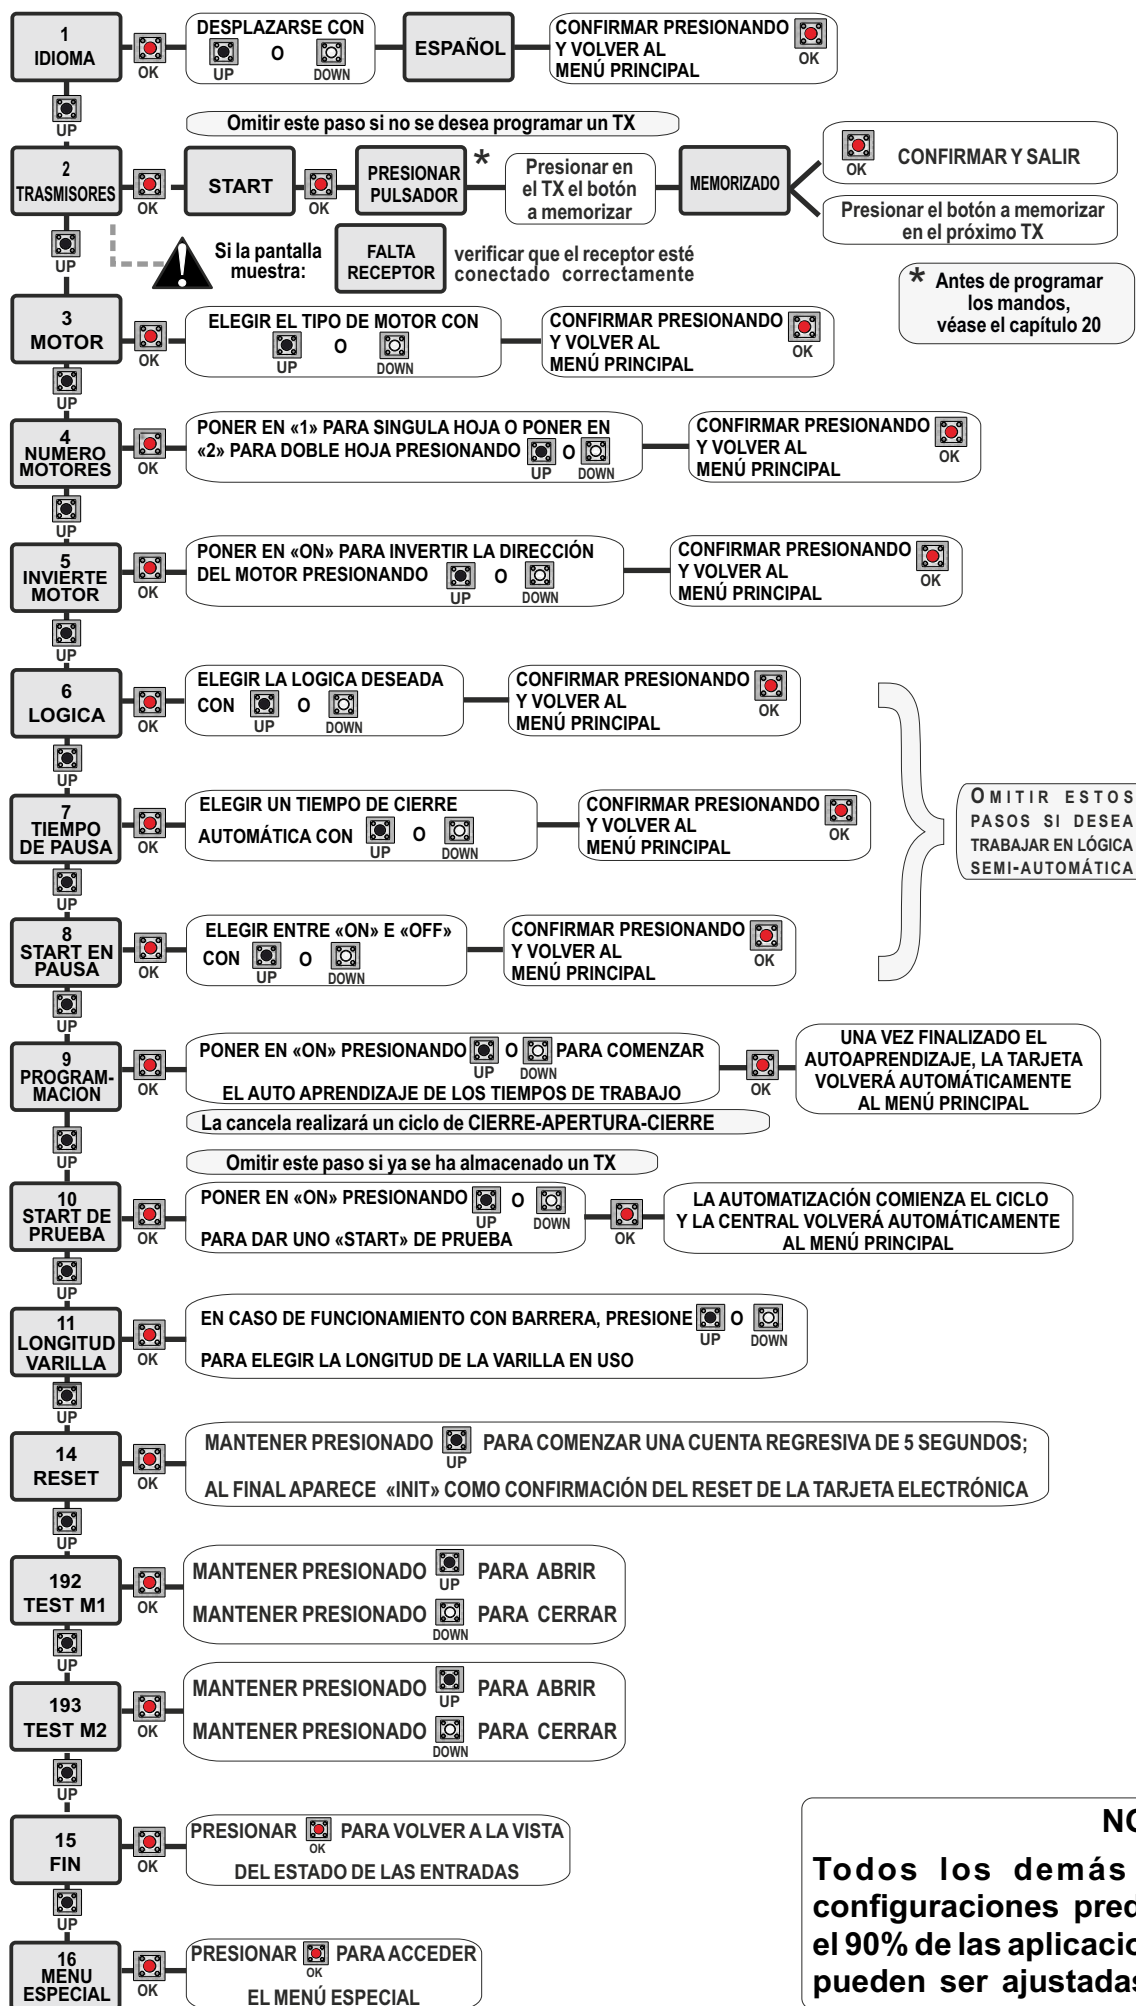 1
IDIOMA
OK
DESPLAZARSE CON
O
UP
DOWN
ESPAÑOL
CONFIRMAR PRESIONANDO
Y VOLVER AL
MENÚ PRINCIPAL
OK
UP
Omitir este paso si no se desea programar un TX
2
TRASMISORES
OK
START
OK
PRESIONAR
PULSADOR
*
Presionar en
el TX el botón
a memorizar
MEMORIZADO
OK
CONFIRMAR Y SALIR
Presionar el botón a memorizar
en el próximo TX
UP
Si la pantalla
muestra:
FALTA
RECEPTOR
verificar que el receptor esté
conectado correctamente
* Antes de programar
los mandos,
véase el capítulo 20
3
MOTOR
OK
ELEGIR EL TIPO DE MOTOR CON
O
UP
DOWN
CONFIRMAR PRESIONANDO
Y VOLVER AL
MENÚ PRINCIPAL
OK
UP
4
NUMERO
MOTORES
OK
PONER EN «1» PARA SINGULA HOJA O PONER EN
«2» PARA DOBLE HOJA PRESIONANDO O
UP
DOWN
CONFIRMAR PRESIONANDO
Y VOLVER AL
MENÚ PRINCIPAL
OK
UP
5
INVIERTE
MOTOR
OK
PONER EN «ON» PARA INVERTIR LA DIRECCIÓN
DEL MOTOR PRESIONANDO O
UP
DOWN
CONFIRMAR PRESIONANDO
Y VOLVER AL
MENÚ PRINCIPAL
OK
UP
6
LOGICA
OK
ELEGIR LA LOGICA DESEADA
CON O
UP
DOWN
CONFIRMAR PRESIONANDO
Y VOLVER AL
MENÚ PRINCIPAL
OK
UP
7
TIEMPO
DE PAUSA
OK
ELEGIR UN TIEMPO DE CIERRE
AUTOMÁTICA CON O
UP
DOWN
CONFIRMAR PRESIONANDO
Y VOLVER AL
MENÚ PRINCIPAL
OK
OMITIR ESTOS
PASOS SI DESEA
TRABAJAR EN LÓGICA
SEMI-AUTOMÁTICA
UP
8
START EN
PAUSA
OK
ELEGIR ENTRE «ON» E «OFF»
CON O
UP
DOWN
CONFIRMAR PRESIONANDO
Y VOLVER AL
MENÚ PRINCIPAL
OK
UP
9
PROGRAM-
MACION
OK
PONER EN «ON» PRESIONANDO O PARA COMENZAR
UP
DOWN
EL AUTO APRENDIZAJE DE LOS TIEMPOS DE TRABAJO
OK
UNA VEZ FINALIZADO EL
AUTOAPRENDIZAJE, LA TARJETA
VOLVERÁ AUTOMÁTICAMENTE
AL MENÚ PRINCIPAL
La cancela realizará un ciclo de CIERRE-APERTURA-CIERRE
UP
Omitir este paso si ya se ha almacenado un TX
10
START DE
PRUEBA
OK
PONER EN «ON» PRESIONANDO O
UP
DOWN
PARA DAR UNO «START» DE PRUEBA
OK
LA AUTOMATIZACIÓN COMIENZA EL CICLO
Y LA CENTRAL VOLVERÁ AUTOMÁTICAMENTE
AL MENÚ PRINCIPAL
UP
11
LONGITUD
VARILLA
OK
EN CASO DE FUNCIONAMIENTO CON BARRERA, PRESIONE O
UP
DOWN
PARA ELEGIR LA LONGITUD DE LA VARILLA EN USO
UP
14
RESET
OK
MANTENER PRESIONADO PARA COMENZAR UNA CUENTA REGRESIVA DE 5 SEGUNDOS;
UP
AL FINAL APARECE «INIT» COMO CONFIRMACIÓN DEL RESET DE LA TARJETA ELECTRÓNICA
UP
192
TEST M1
OK
MANTENER PRESIONADO PARA ABRIR
UP
MANTENER PRESIONADO PARA CERRAR
DOWN
UP
193
TEST M2
OK
MANTENER PRESIONADO PARA ABRIR
UP
MANTENER PRESIONADO PARA CERRAR
DOWN
UP
15
FIN
OK
PRESIONAR PARA VOLVER A LA VISTA
OK
DEL ESTADO DE LAS ENTRADAS
UP
16
MENU
ESPECIAL
OK
PRESIONAR PARA ACCEDER
OK
EL MENÚ ESPECIAL
Todos los demás
configuraciones
el 90% de las
pueden ser ajustadas